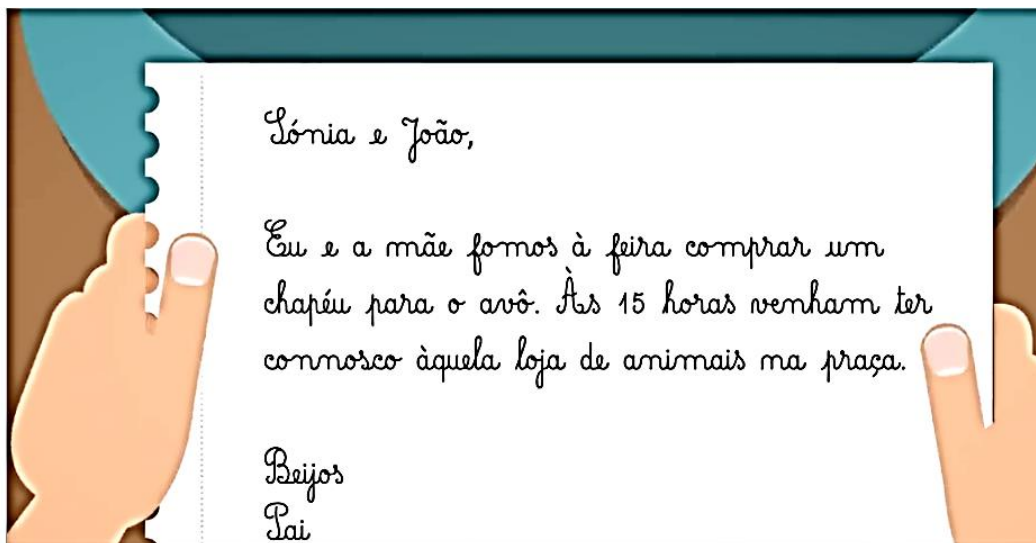 Sónia e João,
Eu e a mãe fomos à feira comprar um
chapéu para o avô. Às 15 horas venham ter
connosco àquela loja de animais na praça.
Beijos
Pai